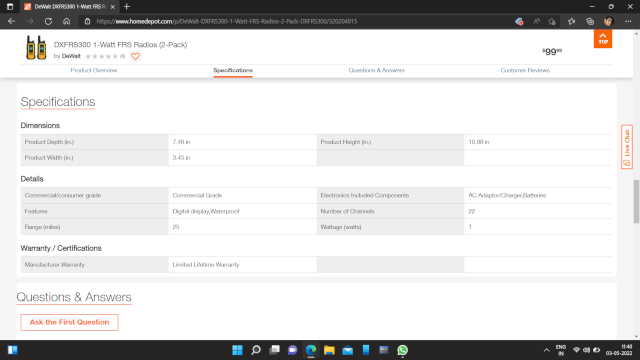 DeWalt DXFRS300 1-Watt FRS R
https://www.homedepot.com/p/DeWalt-DXFRS300-1-Watt-FRS-Radios-2-Pack-DXFRS300/320204915
DXFRS300 1-Watt FRS Radios (2-Pack)
by DeWalt (0)
$99.99
TOP
Product Overview
Specifications
Questions & Answers
Customer Reviews
Specifications
Dimensions
Product Depth (in.) 7.48 in Product Height (in.) 10.98 in
Product Width (in.) 3.45 in
Live Chat
Details
Commercial/consumer grade Commercial Grade Electronics Included Components AC Adaptor/Charger,Batteries
Features Digital display,Waterproof Number of Channels 22
Range (miles) 25 Wattage (watts) 1
Warranty / Certifications
Manufacturer Warranty Limited Lifetime Warranty
Questions & Answers
Ask the First Question
ENG
IN
11:40
03-05-2022